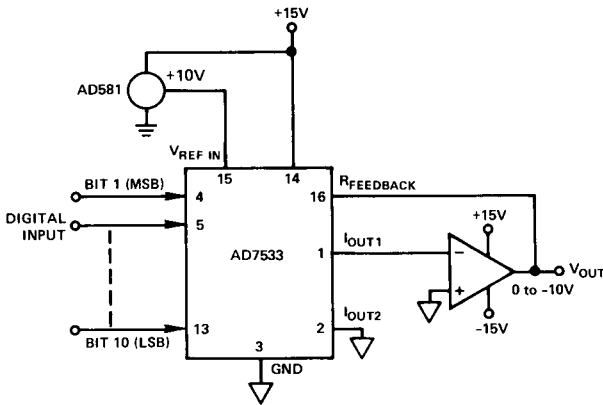 +15V
+10V
AD581
VREF IN
15
14
BIT 1 (MSB)
4
16
RFEEDBACK
DIGITAL
INPUT
5
+15V
AD7533
1
IOUT1
−
VOUT
+
0 to -10V
IOUT2
-15V
BIT 10 (LSB)
13
2
3
GND